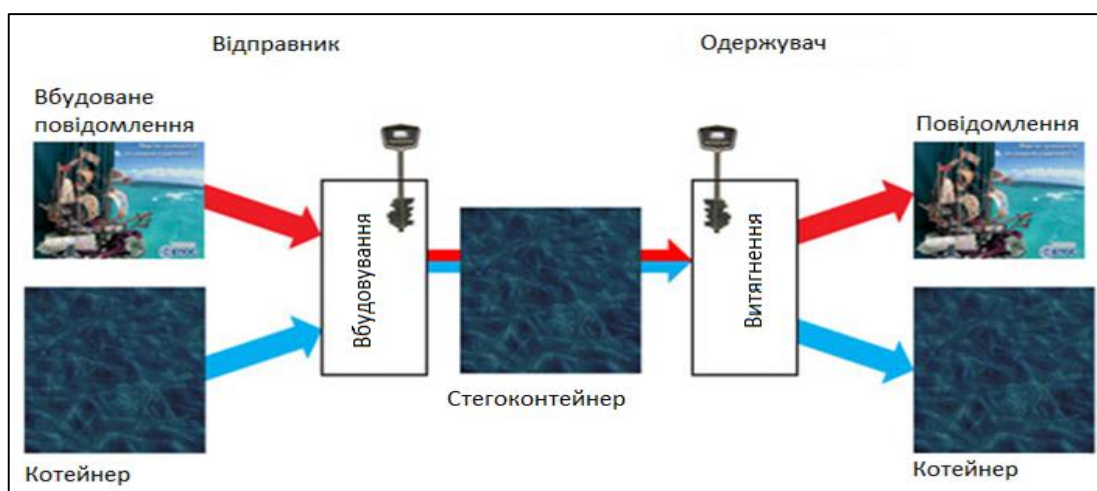 Відправник
Одержувач
Вбудоване
повідомлення
Повідомлення
Вбудовування
Витягнення
Стегоконтейнер
Котейнер
Котейнер